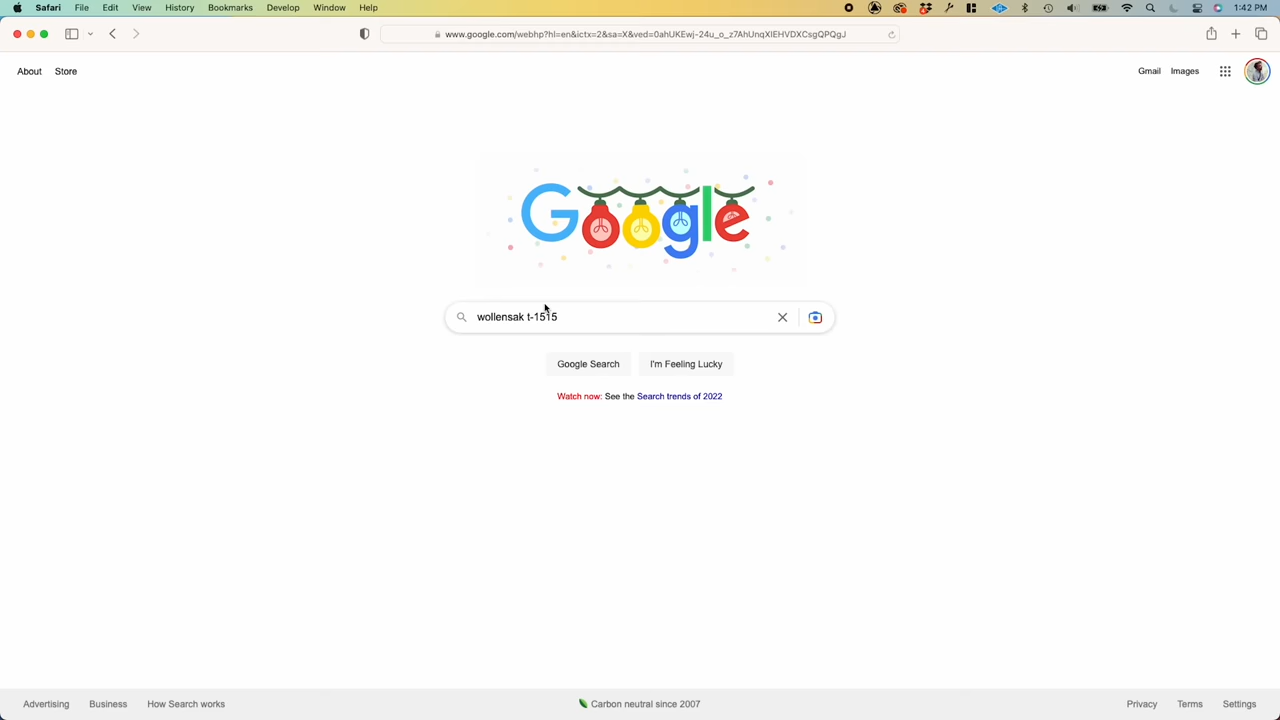 Safari File Edit View History Bookmarks Develop Window Help 1:42 PM
www.google.com/webhp?hl=en&ictx=2&sa=X&ved=0ahUKEwj-24u_o_z7AhUnqXIEHVDXCsgQPQgJ
About Store Gmail Images
Google
wollensak t-1515
Google Search I'm Feeling Lucky
Watch now: See the Search trends of 2022
Advertising Business How Search works Carbon neutral since 2007 Privacy Terms Settings